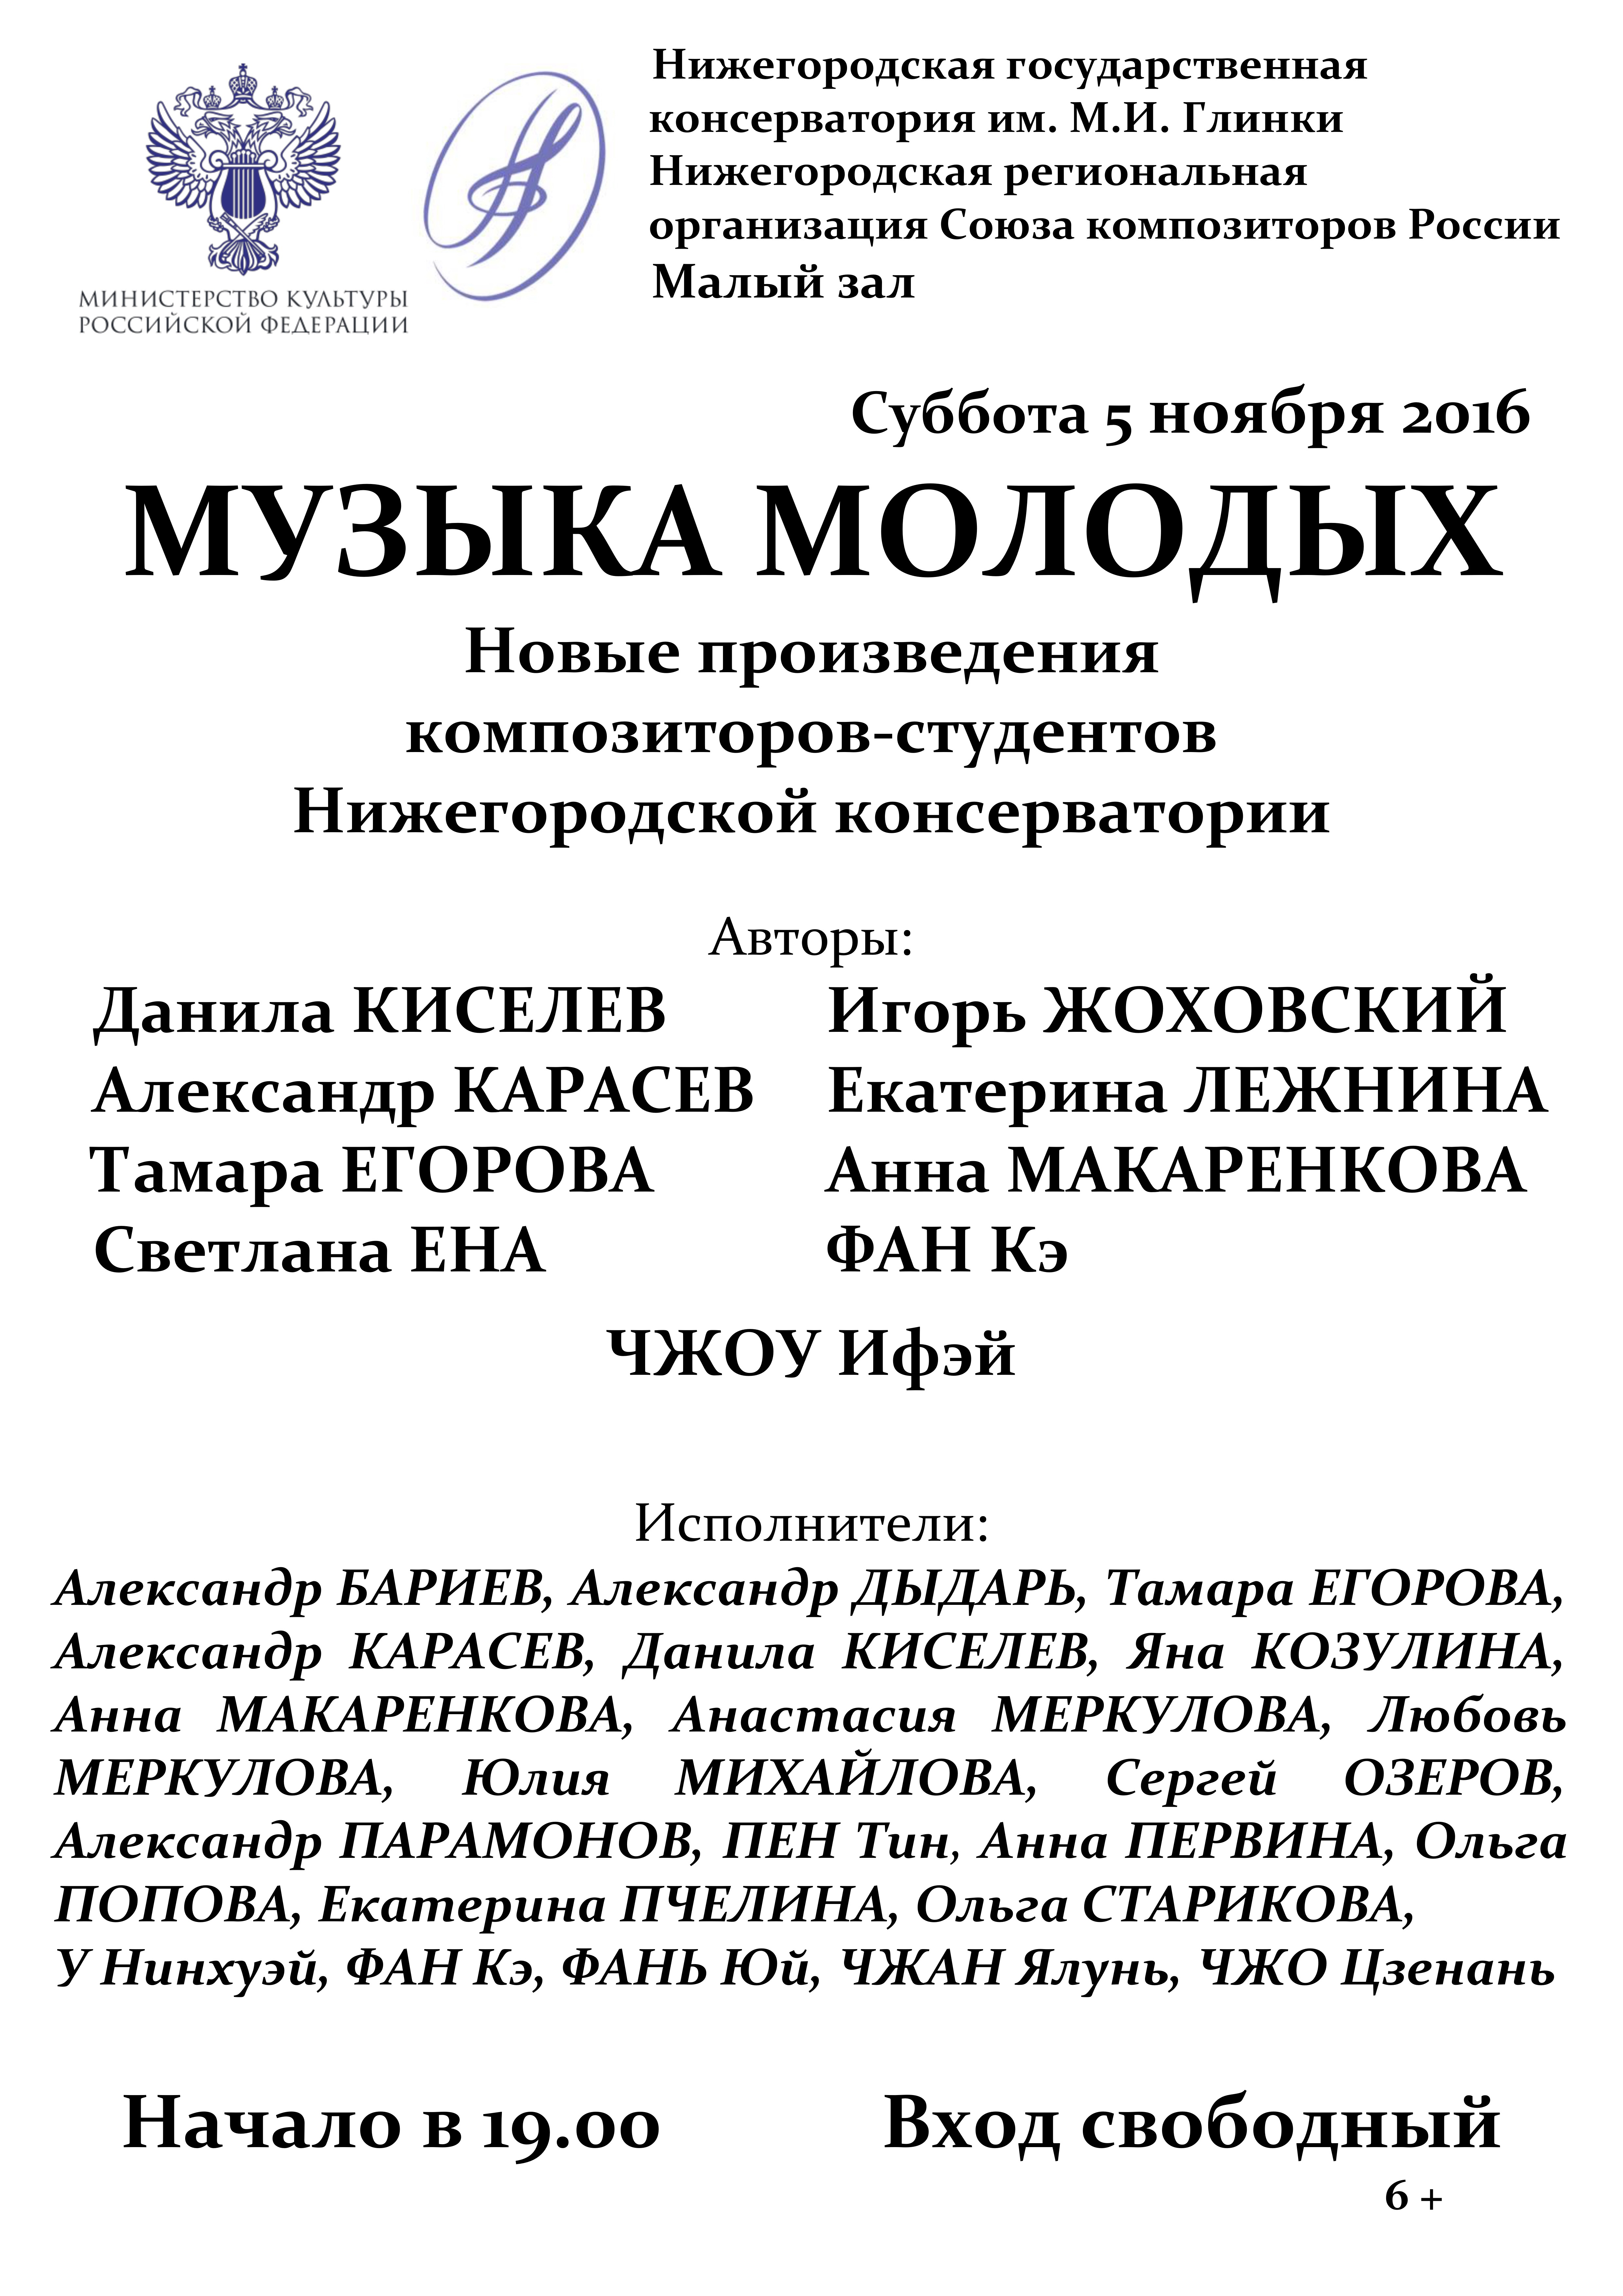 МИНИСТЕРСТВО КУЛЬТУРЫ
РОССИЙСКОЙ ФЕДЕРАЦИИ
Нижегородская государственная
консерватория им. М.И. Глинки
Нижегородская региональная
организация Союза композиторов России
Малый зал
Суббота 5 ноября 2016
МУЗЫКА МОЛОДЫХ
Новые произведения
композиторов-студентов
Нижегородской консерватории
Авторы:
Данила КИСЕЛЕВ
Александр КАРАСЕВ
Тамара ЕГОРОВА
Светлана ЕНА
Игорь ЖОХОВСКИЙ
Екатерина ЛЕЖНИНА
Анна МАКАРЕНКОВА
ФАН Кэ
ЧЖОУ Ифэй
Исполнители:
Александр БАРИЕВ, Александр ДЫДАРЬ, Тамара ЕГОРОВА,
Александр КАРАСЕВ, Данила КИСЕЛЕВ, Яна КОЗУЛИНА,
Анна МАКАРЕНКОВА, Анастасия МЕРКУЛОВА, Любовь
МЕРКУЛОВА, Юлия МИХАЙЛОВА, Сергей ОЗЕРОВ,
Александр ПАРАМОНОВ, ПЕН Тин, Анна ПЕРВИНА, Ольга
ПОПОВА, Екатерина ПЧЕЛИНА, Ольга СТАРИКОВА,
У Нинхуэй, ФАН Кэ, ФАНЬ Юй, ЧЖАН Ялунь, ЧЖО Цзенань
Начало в 19.00
Вход свободный
6 +